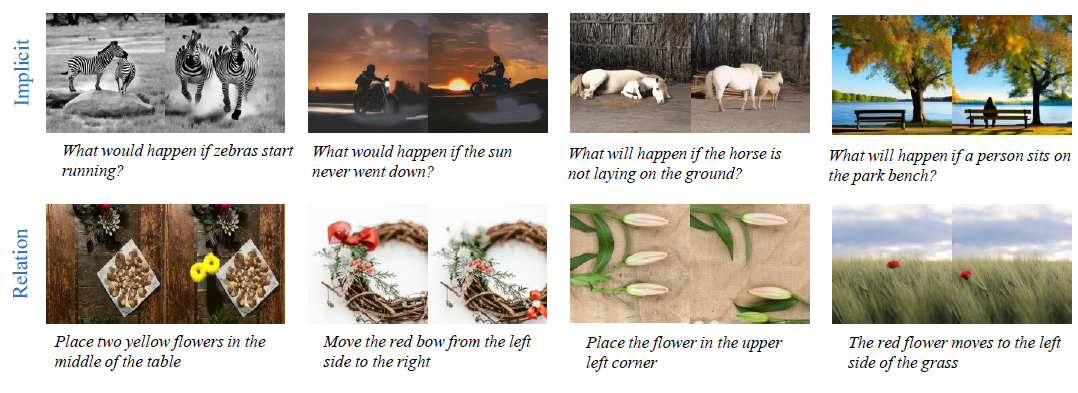 Implicit
What would happen if zebras start
running?
What would happen if the sun
never went down?
What will happen if the horse is
not laying on the ground?
What will happen if a person sits on
the park bench?
Relation
Place two yellow flowers in the
middle of the table
Move the red bow from the left
side to the right
Place the flower in the upper
left corner
The red flower moves to the left
side of the grass